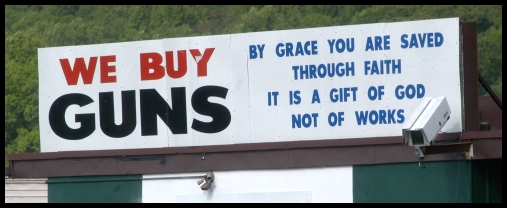 WE BUY
GUNS
BY GRACE YOU ARE SAVED
THROUGH FAITH
IT IS A GIFT OF GOD
NOT OF WORKS